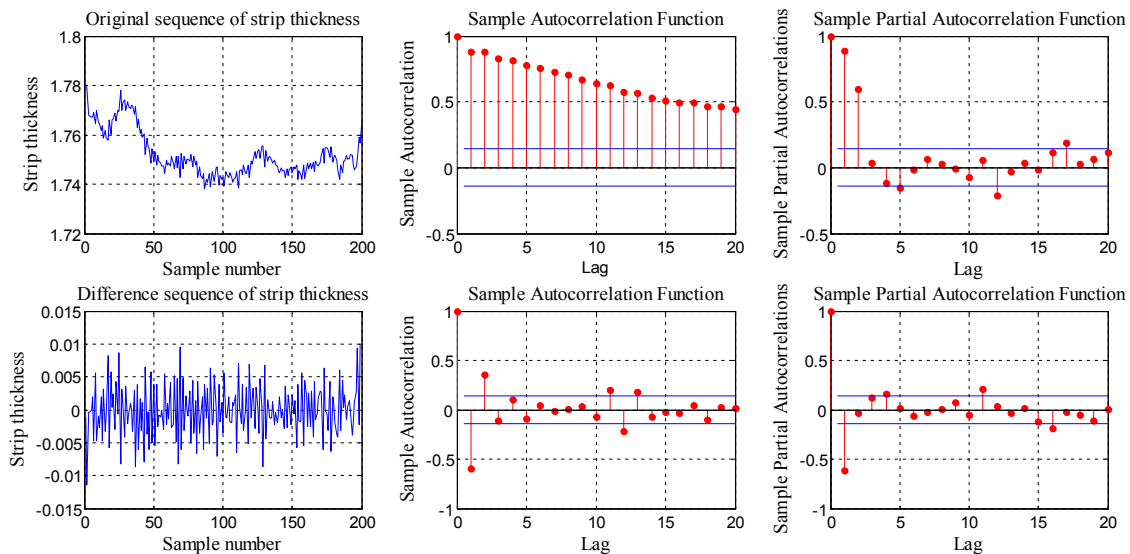 Original sequence of strip thickness
Strip thickness
1.8
1.78
1.76
1.74
1.72
0 50 100 150 200
Sample number
Sample Autocorrelation Function
Sample Autocorrelation
1
0.5
0
-0.5
0 5 10 15 20
Lag
Sample Partial Autocorrelation Function
Sample Partial Autocorrelations
1
0.5
0
-0.5
0 5 10 15 20
Lag
Difference sequence of strip thickness
Strip thickness
0.015
0.01
0.005
0
-0.005
-0.01
-0.015
0 50 100 150 200
Sample number
Sample Autocorrelation Function
Sample Autocorrelation
1
0.5
0
-0.5
-1
0 5 10 15 20
Lag
Sample Partial Autocorrelation Function
Sample Partial Autocorrelations
1
0.5
0
-0.5
-1
0 5 10 15 20
Lag